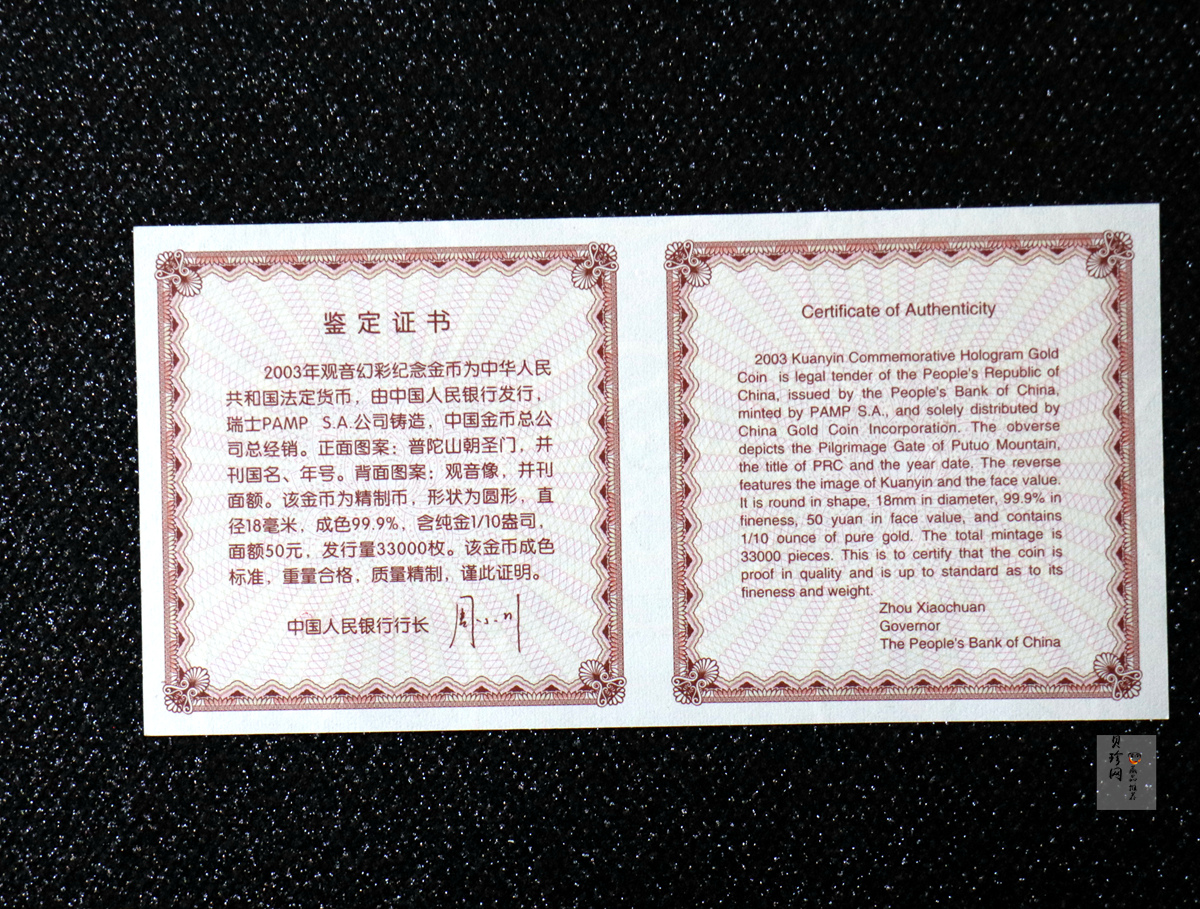 鉴定证书
2003年观音幻彩纪念金币为中华人民
共和国法定货币，由中国人民银行发行，
瑞士PAMP S.A.公司铸造，中国金币总公
司总经销。正面图案：普陀山朝圣门，并
刊国名、年号。背面图案：观音像，并刊
面额。该金币为精制币，形状为圆形，直
径18毫米，成色99.9%，含纯金1/10盎司，
面额50元，发行量33000枚。该金币成色
标准，重量合格，质量精制，谨此证明。
中国人民银行行长 周小川
Certificate of Authenticity
2003 Kuanyin Commemorative Hologram Gold
Coin is legal tender of the People's Republic of
China, issued by the People's Bank of China,
minted by PAMP S.A., and solely distributed by
China Gold Coin Incorporation. The obverse
depicts the Pilgrimage Gate of Putuo Mountain,
the title of PRC and the year date. The reverse
features the image of Kuanyin and the face value.
It is round in shape, 18mm in diameter, 99.9% in
fineness, 50 yuan in face value, and contains
1/10 ounce of pure gold. The total mintage is
33000 pieces. This is to certify that the coin is
proof in quality and is up to standard as to its
fineness and weight.
Zhou Xiaochuan
Governor
The People's Bank of China
贝珍网